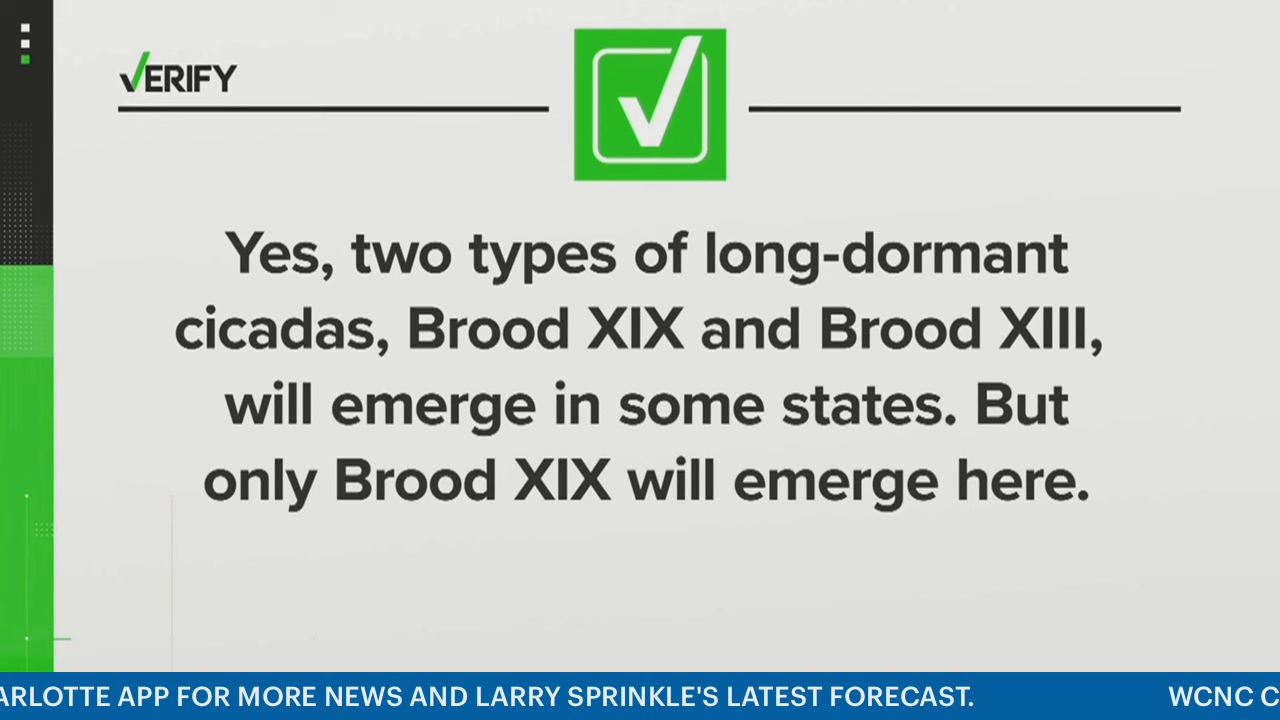 VERIFY
Yes, two types of long-dormant
cicadas, Brood XIX and Brood XIII,
will emerge in some states. But
only Brood XIX will emerge here.
ARLOTTE APP FOR MORE NEWS AND LARRY SPRINKLE'S LATEST FORECAST. WCNC C